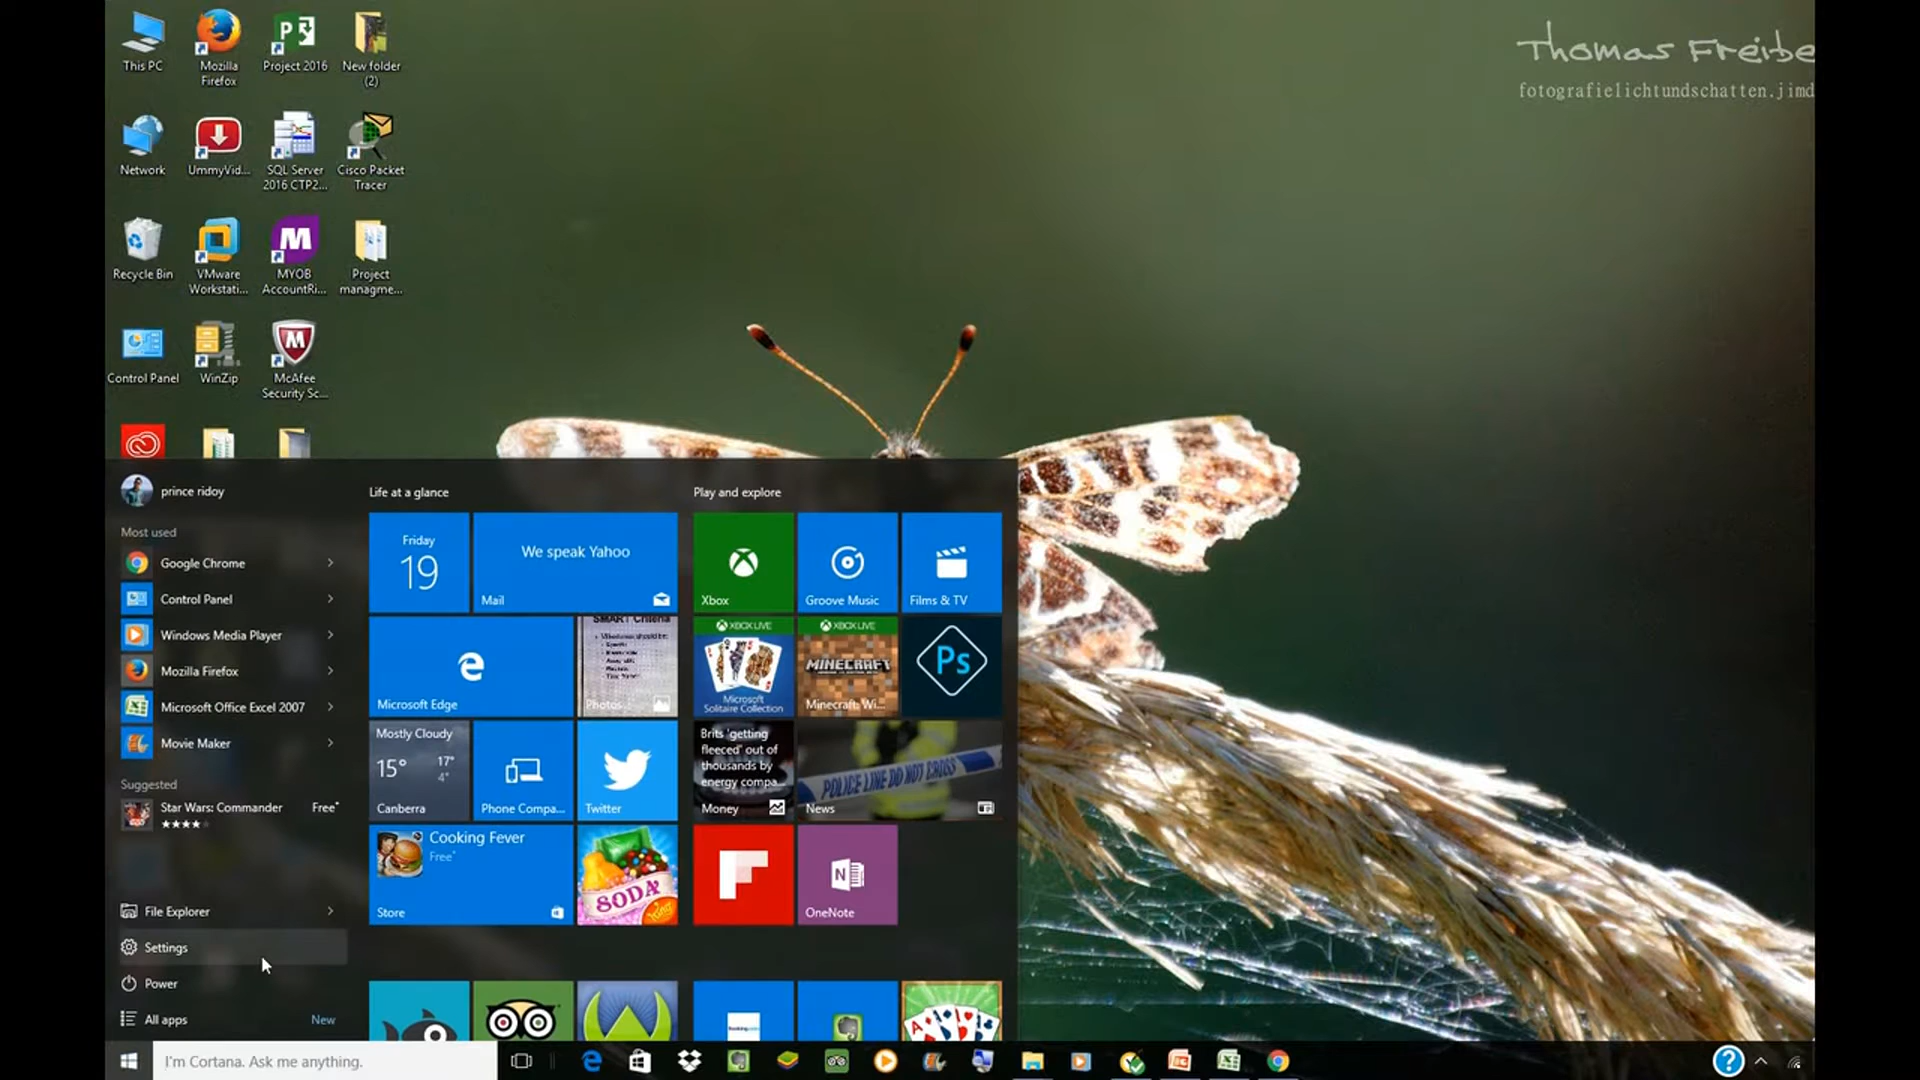 This PC
Mozilla
Firefox
Project 2016
New folder
(2)
Thomas Freibe
fotografielichtundschatten.jimd
Network
UmmyVid...
SQL Server
2016 CTP2...
Cisco Packet
Tracer
Recycle Bin
VMware
Workstati...
MYOB
AccountRi...
Project
managme...
Control Panel
WinZip
McAfee
Security Sc...
prince ridoy
Most used
Google Chrome
Control Panel
Windows Media Player
Mozilla Firefox
Microsoft Office Excel 2007
Movie Maker
Suggested
Star Wars: Commander Free*
File Explorer
Settings
Power
All apps New
Life at a glance
Friday
19
We speak Yahoo
Mail
Microsoft Edge
SMART Criteria
Photos
Mostly Cloudy
15° 17°
4°
Canberra
Phone Compa...
Twitter
Cooking Fever
Free*
Store
SODA
King
Play and explore
Xbox
Groove Music
Films & TV
XBOX LIVE
Microsoft
Solitaire Collection
XBOX LIVE
MINECRAFT
Minecraft: Wi...
Ps
Brits 'getting
fleeced' out of
thousands by
energy compa...
Money
POLICE LINE DO NOT CROSS
News
OneNote
I'm Cortana. Ask me anything.